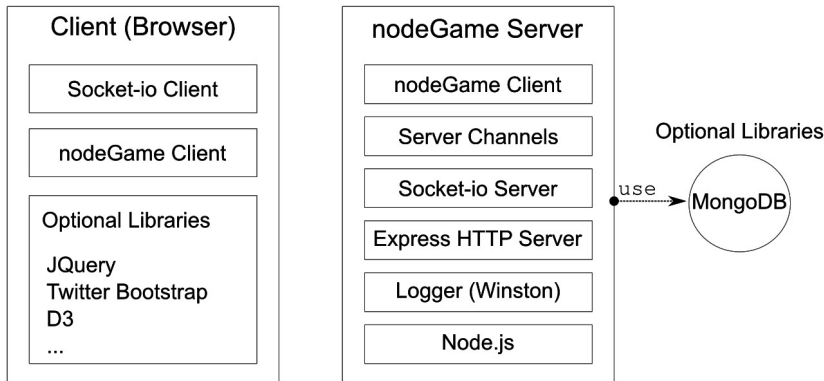 Client (Browser)
Socket-io Client
nodeGame Client
Optional Libraries
JQuery
Twitter Bootstrap
D3
...
nodeGame Server
nodeGame Client
Server Channels
Socket-io Server
Express HTTP Server
Logger (Winston)
Node.js
use
Optional Libraries
MongoDB